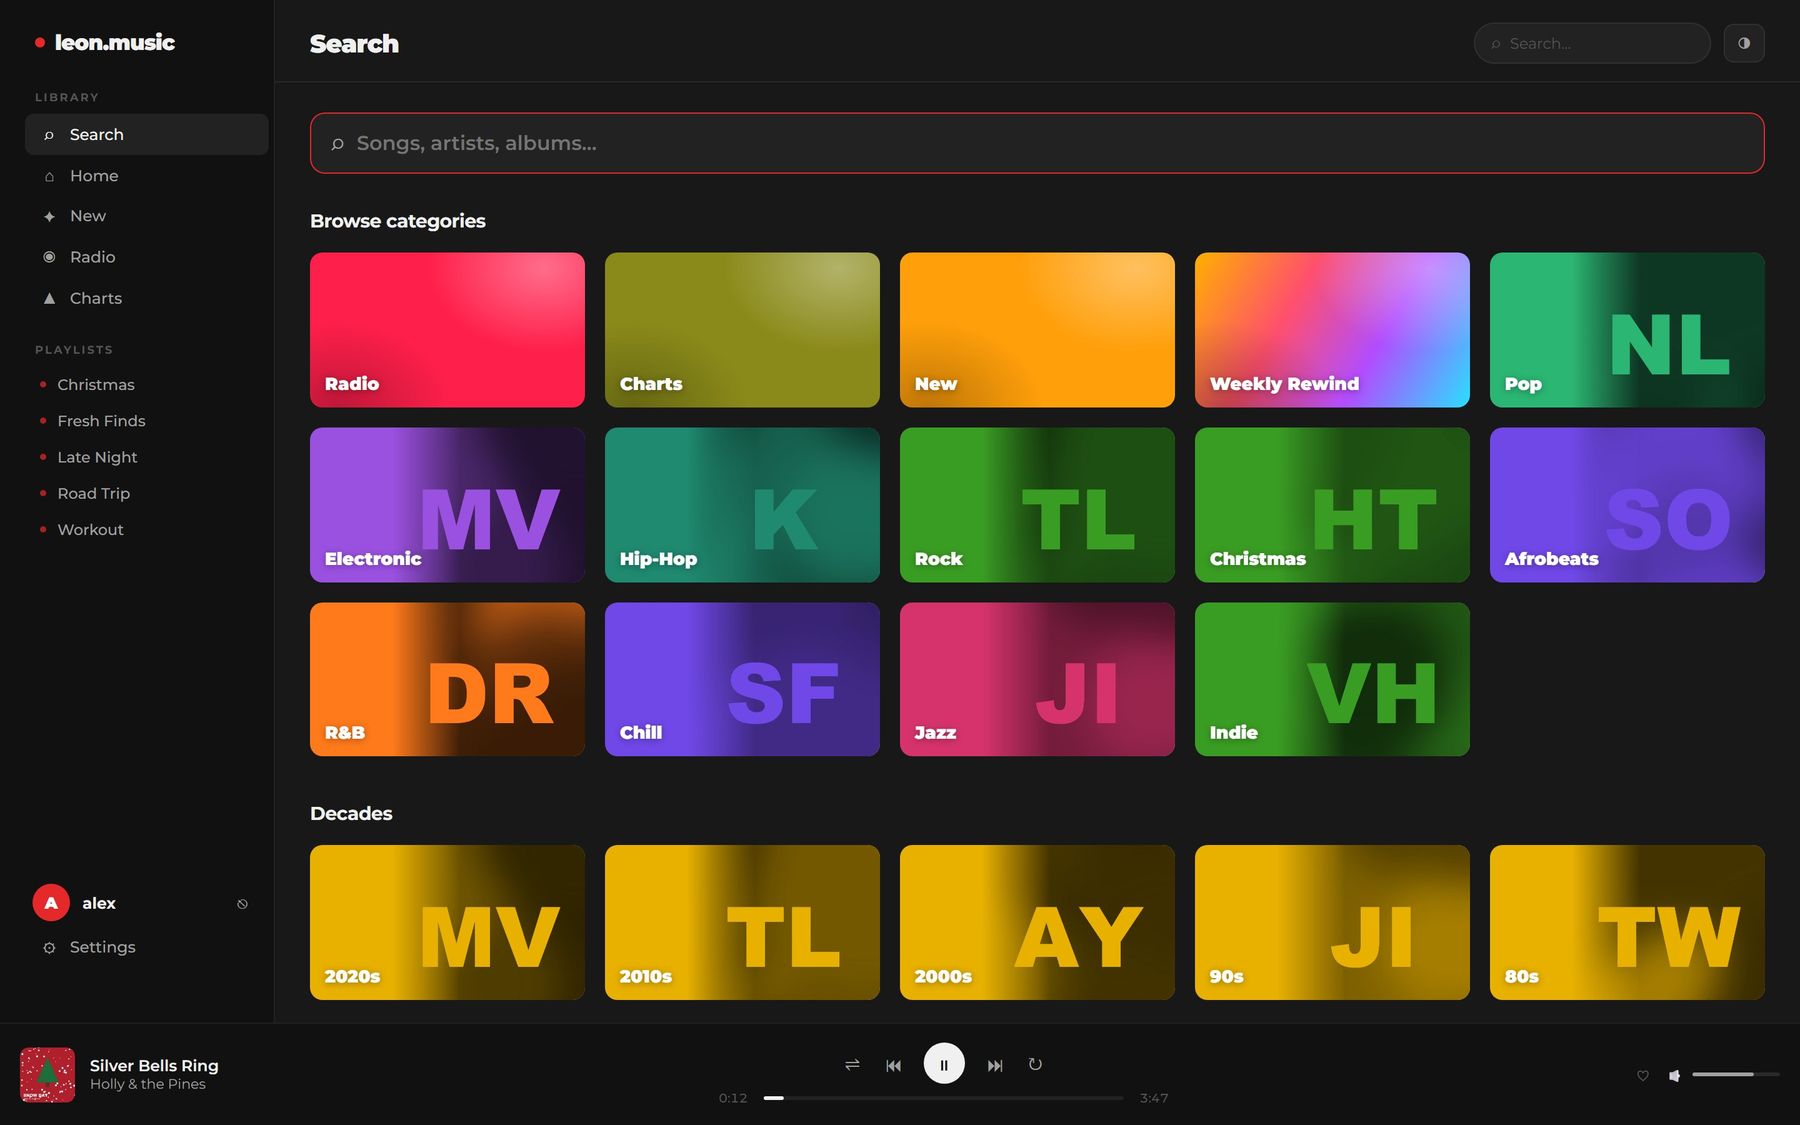 leon.music
LIBRARY
Search
Home
New
Radio
Charts
PLAYLISTS
Christmas
Fresh Finds
Late Night
Road Trip
Workout
A alex
Settings
Search
Search...
Songs, artists, albums...
Browse categories
Radio
Charts
New
Weekly Rewind
NL
Pop
MV
Electronic
K
Hip-Hop
TL
Rock
HT
Christmas
SO
Afrobeats
DR
R&B
SF
Chill
JI
Jazz
VH
Indie
Decades
MV
2020s
TL
2010s
AY
2000s
JI
90s
TW
80s
SNOW DAY
Silver Bells Ring
Holly & the Pines
0:12
3:47